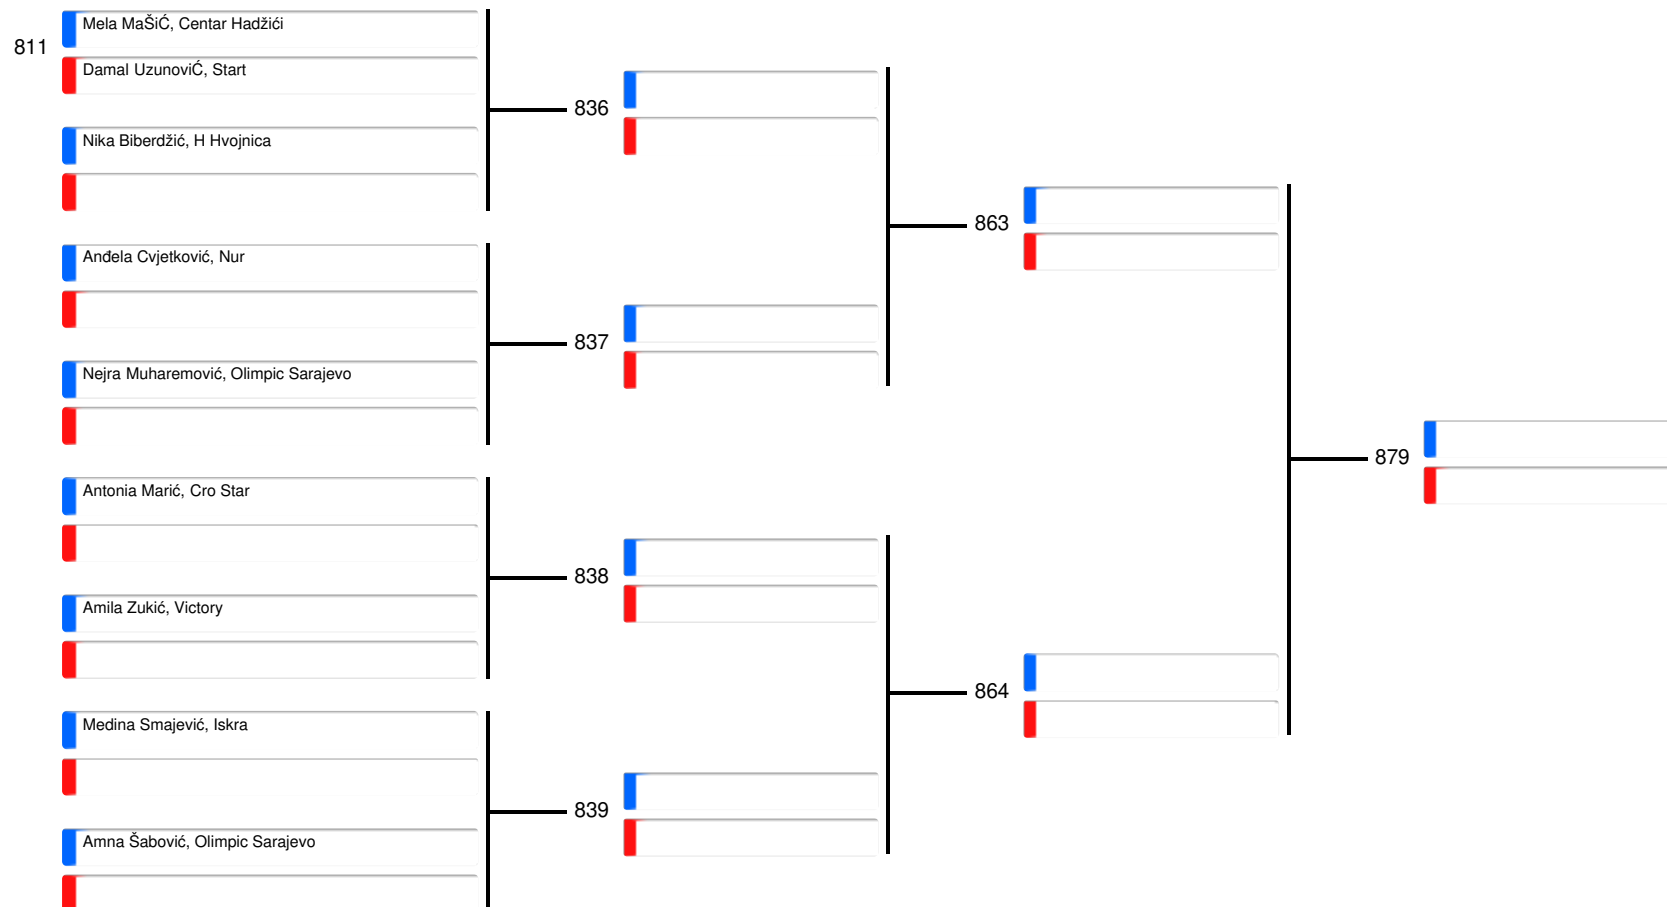 811
Mela MaŠiĆ, Centar Hadžići
Damal UzunoviĆ, Start
Nika Biberdžić, H Hvojnica
Anđela Cvjetković, Nur
Nejra Muharemović, Olimpic Sarajevo
Antonia Marić, Cro Star
Amila Zukić, Victory
Medina Smajević, Iskra
Amna Šabović, Olimpic Sarajevo
836
837
838
839
863
864
879